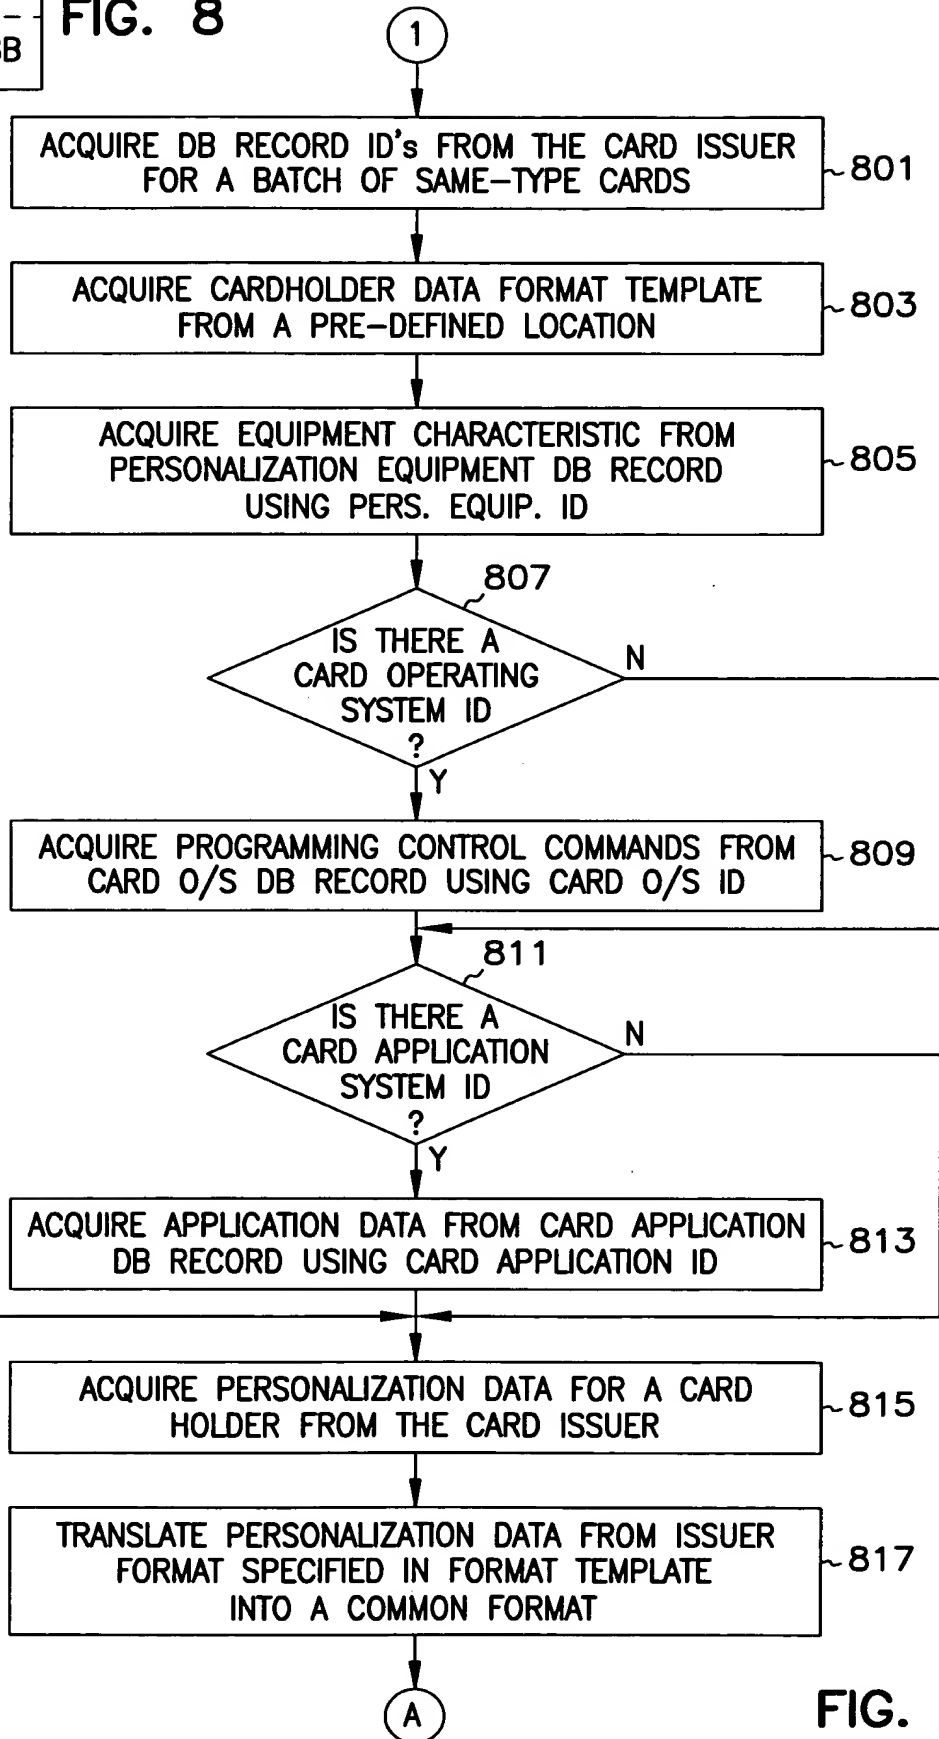 FIG. 8
1
ACQUIRE DB RECORD ID's FROM THE CARD ISSUER
FOR A BATCH OF SAME-TYPE CARDS
801
ACQUIRE CARDHOLDER DATA FORMAT TEMPLATE
FROM A PRE-DEFINED LOCATION
803
ACQUIRE EQUIPMENT CHARACTERISTIC FROM
PERSONALIZATION EQUIPMENT DB RECORD
USING PERS. EQUIP. ID
805
807
IS THERE A
CARD OPERATING
SYSTEM ID
?
N
Y
ACQUIRE PROGRAMMING CONTROL COMMANDS FROM
CARD O/S DB RECORD USING CARD O/S ID
809
811
IS THERE A
CARD APPLICATION
SYSTEM ID
?
N
Y
ACQUIRE APPLICATION DATA FROM CARD APPLICATION
DB RECORD USING CARD APPLICATION ID
813
ACQUIRE PERSONALIZATION DATA FOR A CARD
HOLDER FROM THE CARD ISSUER
815
TRANSLATE PERSONALIZATION DATA FROM ISSUER
FORMAT SPECIFIED IN FORMAT TEMPLATE
INTO A COMMON FORMAT
817
A
FIG.